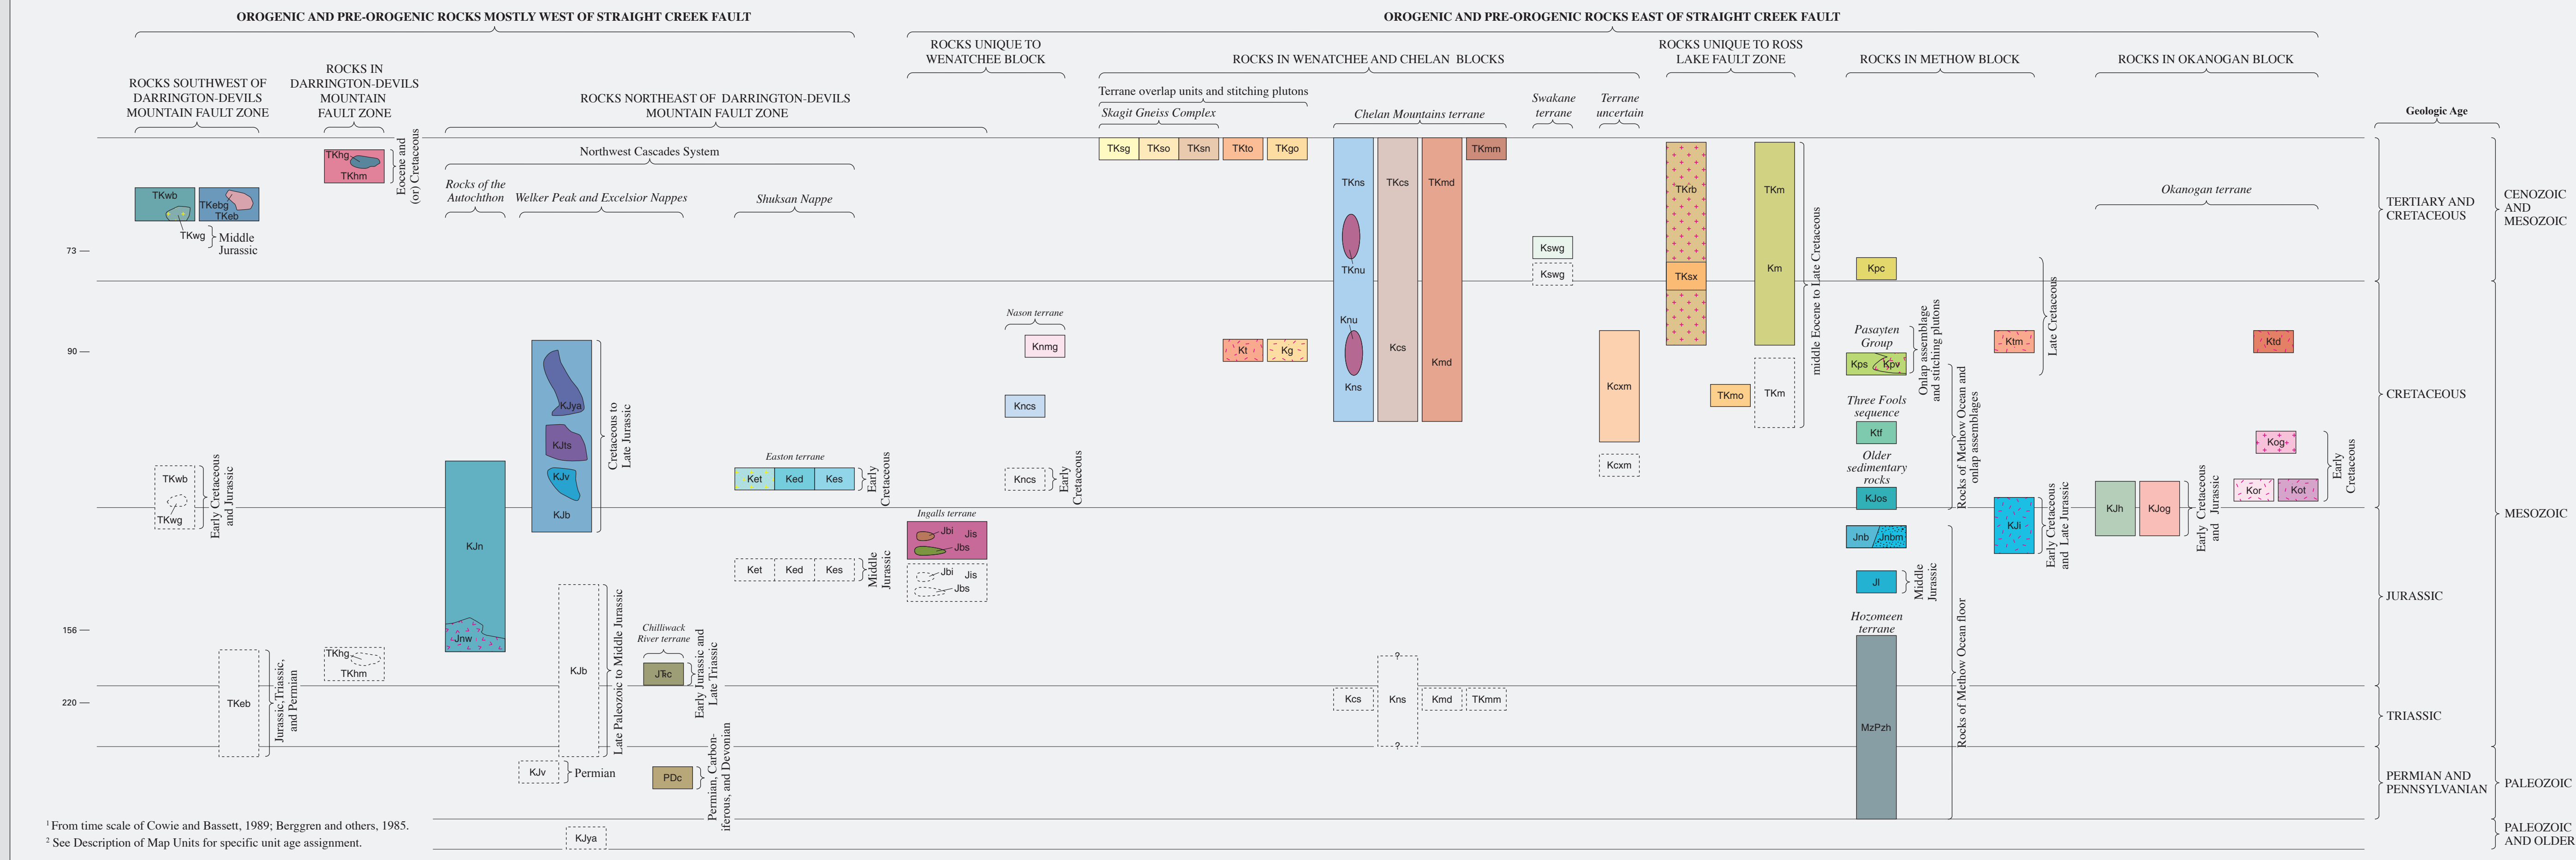 OROGENIC AND PRE-OROGENIC ROCKS MOSTLY WEST OF STRAIGHT CREEK FAULT
OROGENIC AND PRE-OROGENIC ROCKS EAST OF STRAIGHT CREEK FAULT
ROCKS SOUTHWEST OF
DARRINGTON-DEVILS
MOUNTAIN FAULT ZONE
ROCKS IN
DARRINGTON-DEVILS
MOUNTAIN
FAULT ZONE
ROCKS NORTHEAST OF DARRINGTON-DEVILS
MOUNTAIN FAULT ZONE
ROCKS UNIQUE TO
WENATCHEE BLOCK
ROCKS IN WENATCHEE AND CHELAN BLOCKS
ROCKS UNIQUE TO ROSS
LAKE FAULT ZONE
ROCKS IN METHOW BLOCK
ROCKS IN OKANOGAN BLOCK
Terrane overlap units and stitching plutons
Skagit Gneiss Complex
Chelan Mountains terrane
Swakane
terrane
Terrane
uncertain
Geologic Age
Northwest Cascades System
Rocks of the
Autochthon
Welker Peak and Excelsior Nappes
Shuksan Nappe
Okanogan terrane
TKwb
TKwg
TKebg
TKeb
Middle
Jurassic
TKhg
TKhm
Eocene and
(or) Cretaceous
73
90
156
220
TKwb
TKwg
Early Cretaceous
and Jurassic
TKeb
Jurassic,Triassic,
and Permian
TKhg
TKhm
KJn
Jnw
KJya
KJts
KJv
KJb
Cretaceous to
Late Jurassic
KJb
Late Paleozoic to Middle Jurassic
KJv
Permian
KJya
Chilliwack
River terrane
JTric
Early Jurassic and
Late Triassic
PDc
Permian, Carbon-
iferous, and Devonian
Easton terrane
Ket
Ked
Kes
Early
Cretaceous
Ket
Ked
Kes
Middle
Jurassic
Nason terrane
Knmg
Kncs
Kncs
Early
Cretaceous
Ingalls terrane
Jbi
Jis
Jbs
Jbi
Jis
Jbs
TKsg
TKso
TKsn
TKto
TKgo
Kt
Kg
TKns
TKcs
TKmd
TKmm
TKnu
Knu
Kns
Kcs
Kmd
Kcs
?
Kns
?
Kmd
TKmm
Kswg
Kswg
Kcxm
Kcxm
TKrb
TKsx
TKmo
TKm
Km
TKm
middle Eocene to Late Cretaceous
Kpc
Pasayten
Group
Kps
Kpv
Onlap assemblage
and stitching plutons
Three Fools
sequence
Ktf
Older
sedimentary
rocks
KJos
Rocks of Methow Ocean and
onlap assemblages
Jnb
Jnbm
Jl
Middle
Jurassic
Hozomeen
terrane
MzPzh
Rocks of Methow Ocean floor
Ktm
Late Cretaceous
KJi
Early Cretaceous
and Late Jurassic
KJh
KJog
Early Cretaceous
and Jurassic
Ktd
Kog
Kor
Kot
Early
Cretaceous
TERTIARY AND
CRETACEOUS
CRETACEOUS
JURASSIC
TRIASSIC
PERMIAN AND
PENNSYLVANIAN
CENOZOIC
AND
MESOZOIC
MESOZOIC
PALEOZOIC
PALEOZOIC
AND OLDER
1 From time scale of Cowie and Bassett, 1989; Berggren and others, 1985.
2 See Description of Map Units for specific unit age assignment.